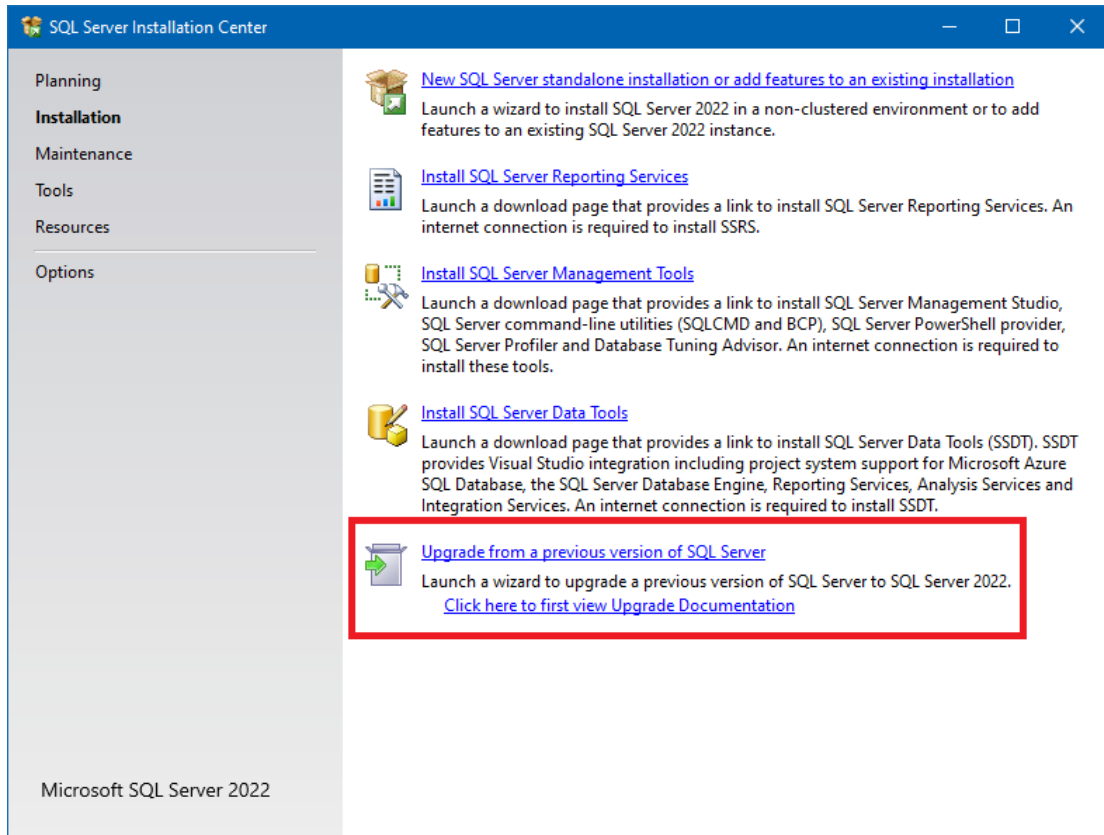 SQL Server Installation Center
Planning
Installation
Maintenance
Tools
Resources
Options
New SQL Server standalone installation or add features to an existing installation
Launch a wizard to install SQL Server 2022 in a non-clustered environment or to add
features to an existing SQL Server 2022 instance.
Install SQL Server Reporting Services
Launch a download page that provides a link to install SQL Server Reporting Services. An
internet connection is required to install SSRS.
Install SQL Server Management Tools
Launch a download page that provides a link to install SQL Server Management Studio,
SQL Server command-line utilities (SQLCMD and BCP), SQL Server PowerShell provider,
SQL Server Profiler and Database Tuning Advisor. An internet connection is required to
install these tools.
Install SQL Server Data Tools
Launch a download page that provides a link to install SQL Server Data Tools (SSDT). SSDT
provides Visual Studio integration including project system support for Microsoft Azure
SQL Database, the SQL Server Database Engine, Reporting Services, Analysis Services and
Integration Services. An internet connection is required to install SSDT.
Upgrade from a previous version of SQL Server
Launch a wizard to upgrade a previous version of SQL Server to SQL Server 2022.
Click here to first view Upgrade Documentation
Microsoft SQL Server 2022